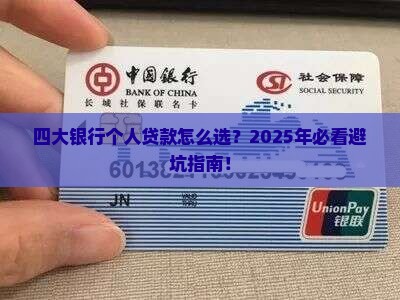 中国银行
BANK OF CHINA
社会保障
SOCIAL SECURITY
长城 社保联名卡
四大银行个人贷款怎么选？2025年必看避
坑指南！
JN
VALID
UnionPay
银联